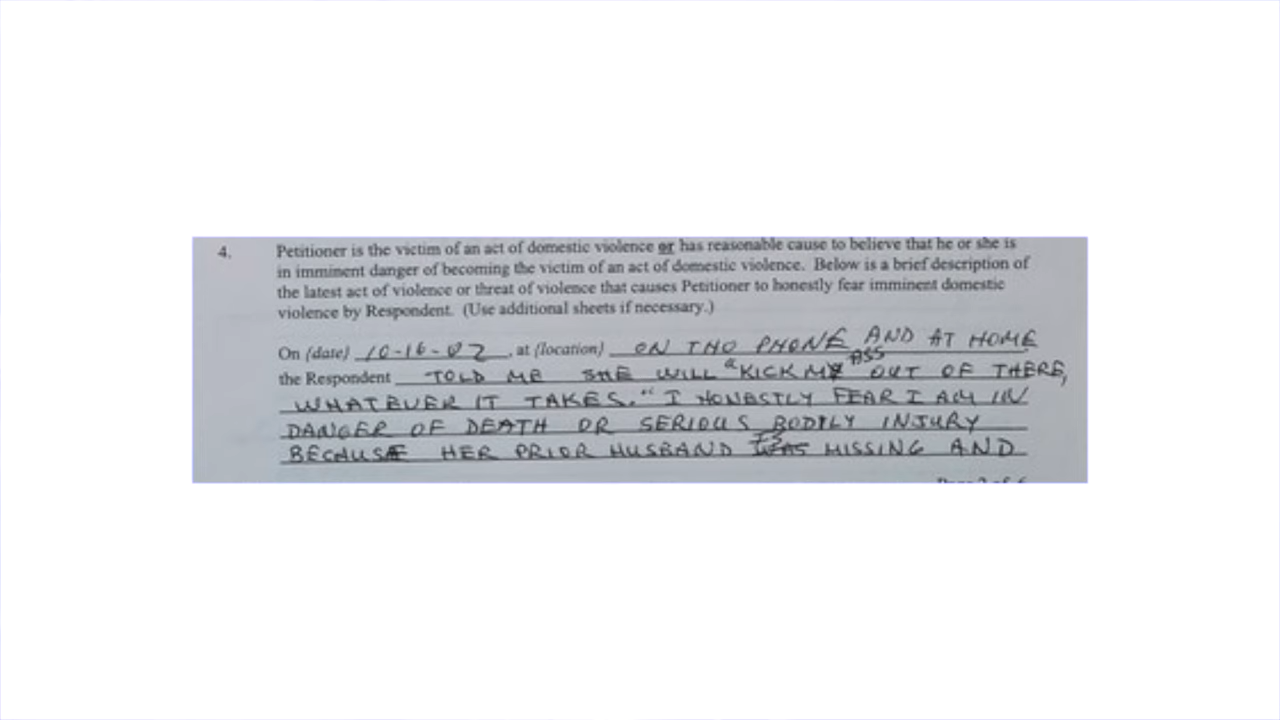 4. Petitioner is the victim of an act of domestic violence or has reasonable cause to believe that he or she is
in imminent danger of becoming the victim of an act of domestic violence. Below is a brief description of
the latest act of violence or threat of violence that causes Petitioner to honestly fear imminent domestic
violence by Respondent. (Use additional sheets if necessary.)
On {date} 10-16-02, at {location} ON THO PHONE AND AT HOME
the Respondent TOLD ME SHE WILL "KICK MY ASS OUT OF THERE,
WHATEVER IT TAKES." I HONESTLY FEAR I AM IN
DANGER OF DEATH OR SERIOUS BODILY INJURY
BECAUSE HER PRIOR HUSBAND IS MISSING AND